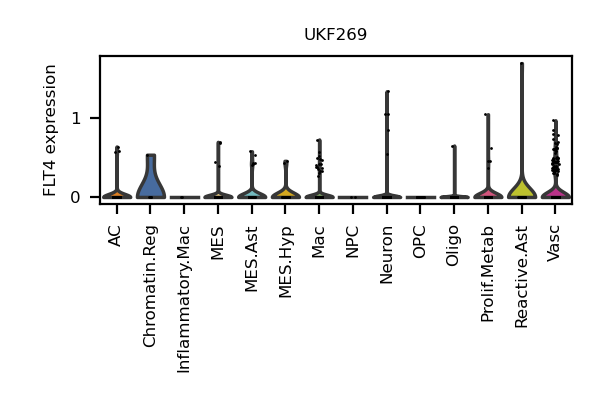 UKF269
FLT4 expression
1
0
AC
Chromatin.Reg
Inflammatory.Mac
MES
MES.Ast
MES.Hyp
Mac
NPC
Neuron
OPC
Oligo
Prolif.Metab
Reactive.Ast
Vasc